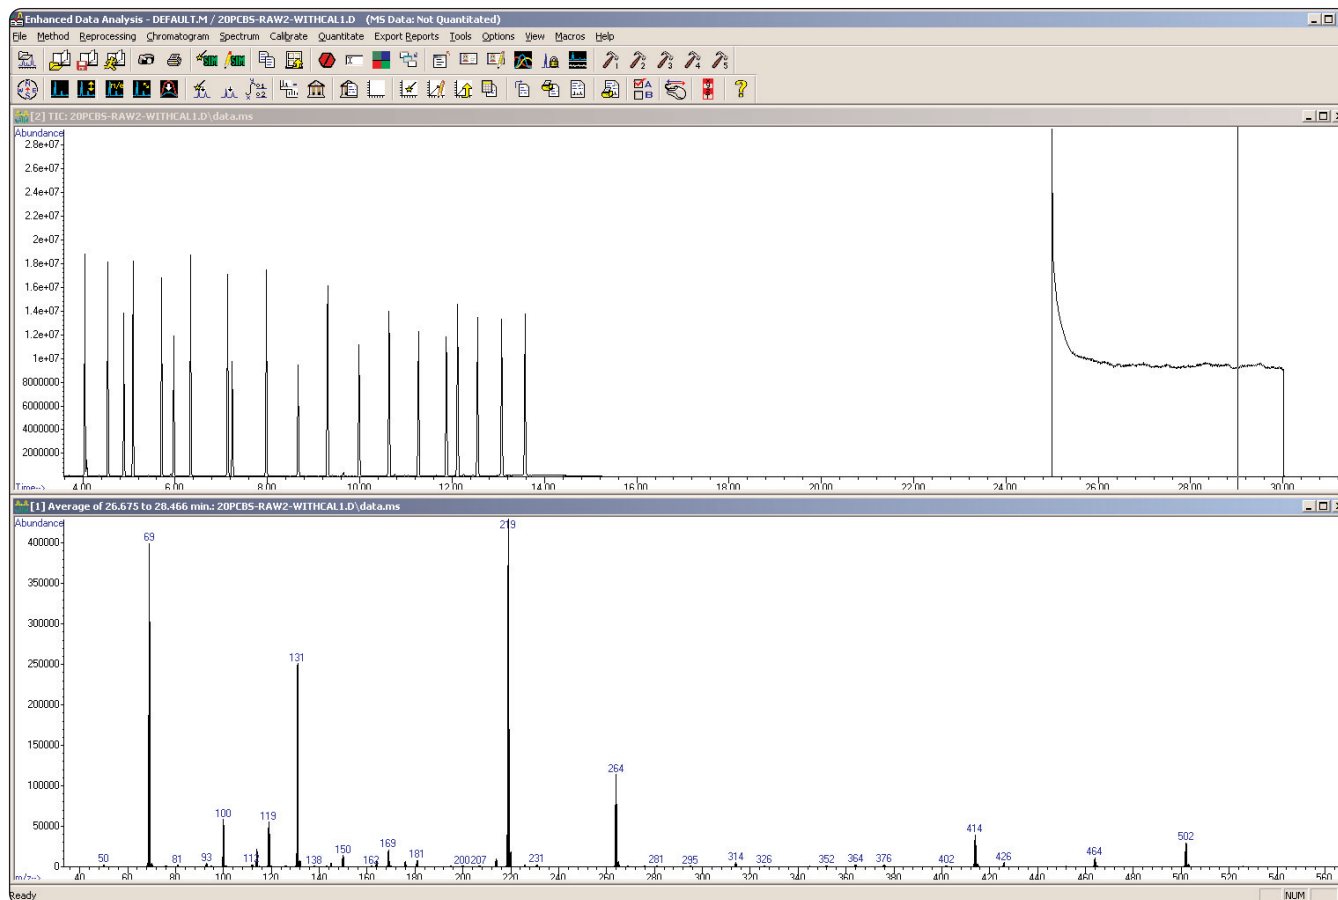 Enhanced Data Analysis - DEFAULT.M / 20PCBS-RAW2-WITHCAL1.D (MS Data: Not Quantitated)
File Method Reprocessing Chromatogram Spectrum Calibrate Quantitate Export Reports Tools Options View Macros Help
[2] TIC: 20PCBS-RAW2-WITHCAL1.D\data.ms
Abundance
2.8e+07
2.6e+07
2.4e+07
2.2e+07
2e+07
1.8e+07
1.6e+07
1.4e+07
1.2e+07
1e+07
8000000
6000000
4000000
2000000
Time--> 4.00 6.00 8.00 10.00 12.00 14.00 16.00 18.00 20.00 22.00 24.00 26.00 28.00 30.00
[1] Average of 26.675 to 28.466 min.: 20PCBS-RAW2-WITHCAL1.D\data.ms
Abundance
219
400000 69
350000
300000
250000 131
200000
150000
100000 264
50000 100 119 414
150 169 502
50 81 93 112 138 162 181 200 207 231 281 295 314 326 352 364 376 402 426 464
0
m/z--> 40 60 80 100 120 140 160 180 200 220 240 260 280 300 320 340 360 380 400 420 440 460 480 500 520 540 560
Ready NUM